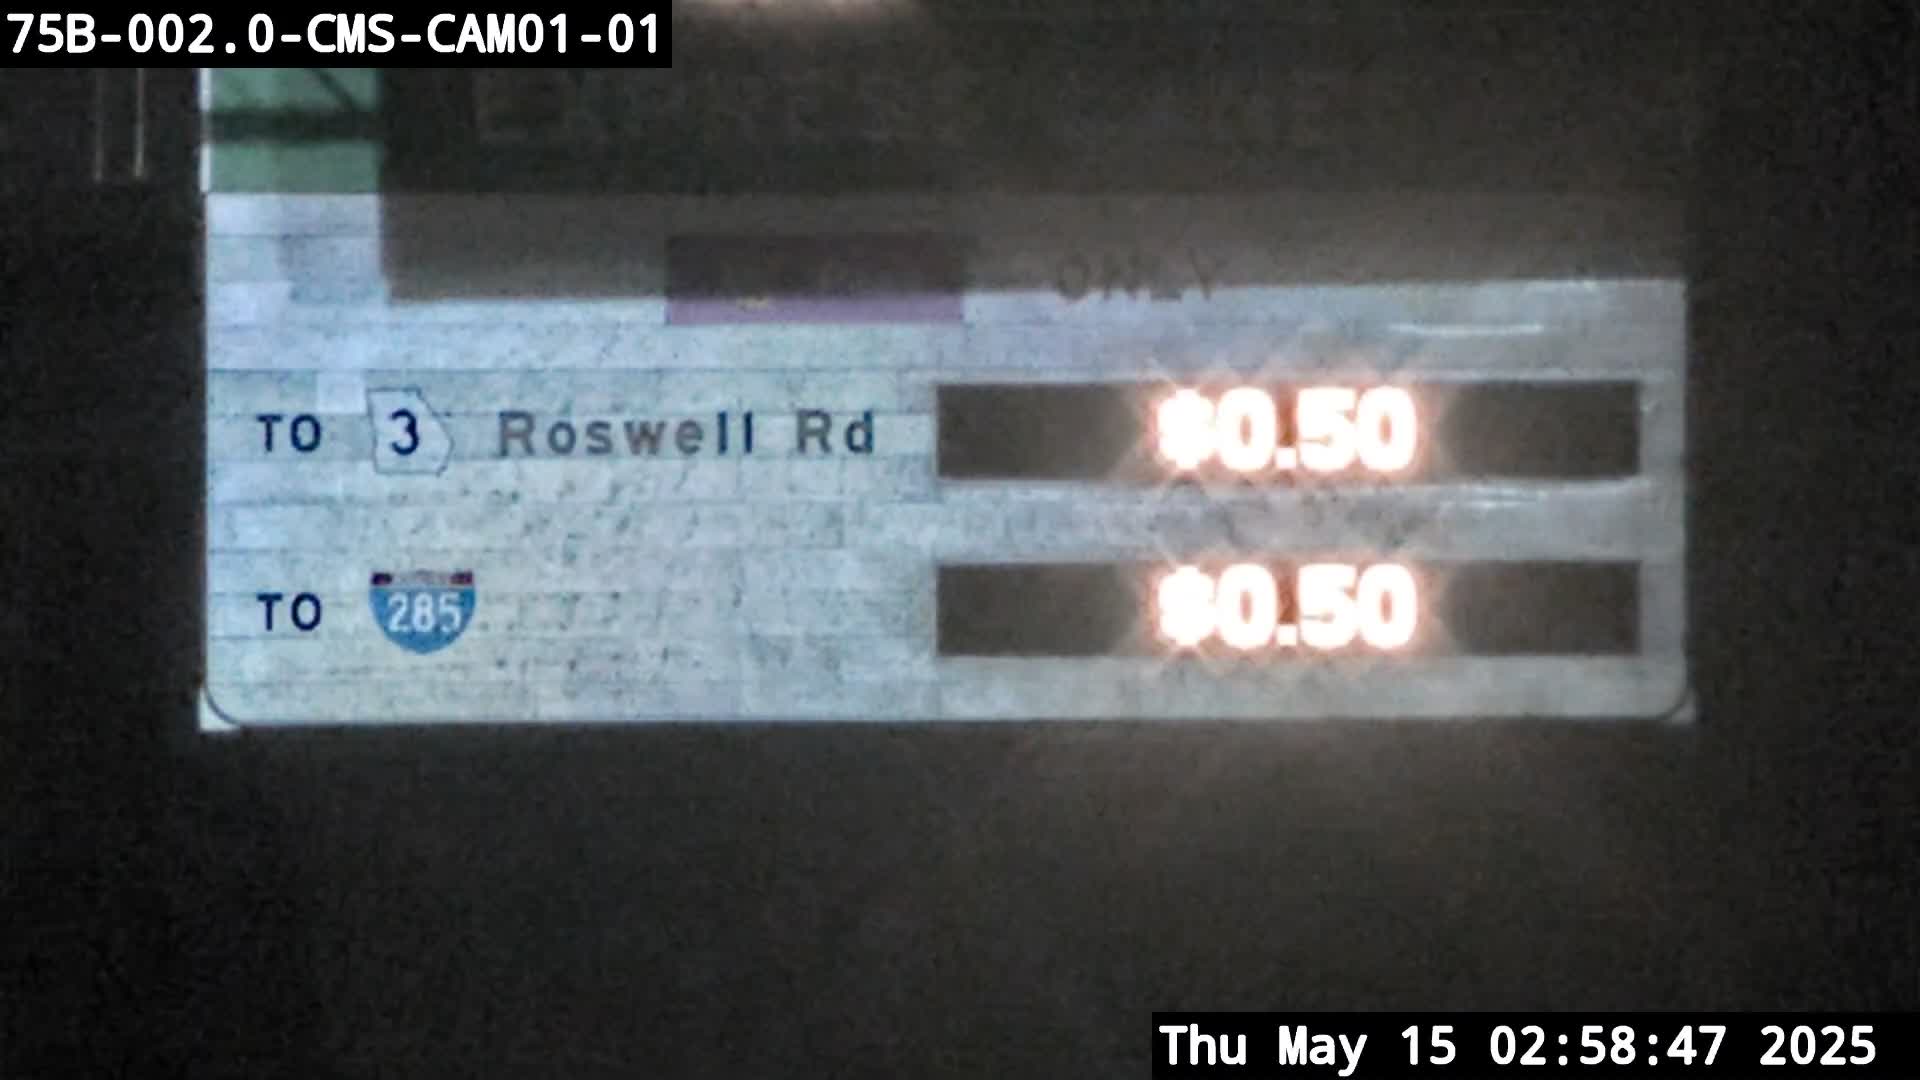 75B-002.0-CMS-CAM01-01
ONLY
TO 3 Roswell Rd $0.50
TO 285 $0.50
Thu May 15 02:58:47 2025